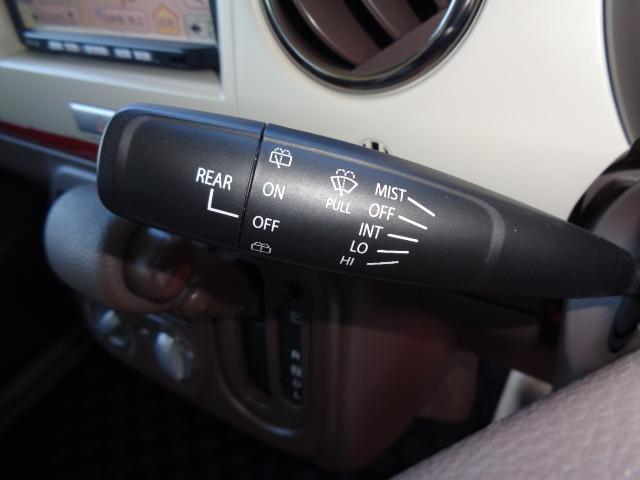 REAR
ON
OFF
PULL
MIST
OFF
INT
LO
HI